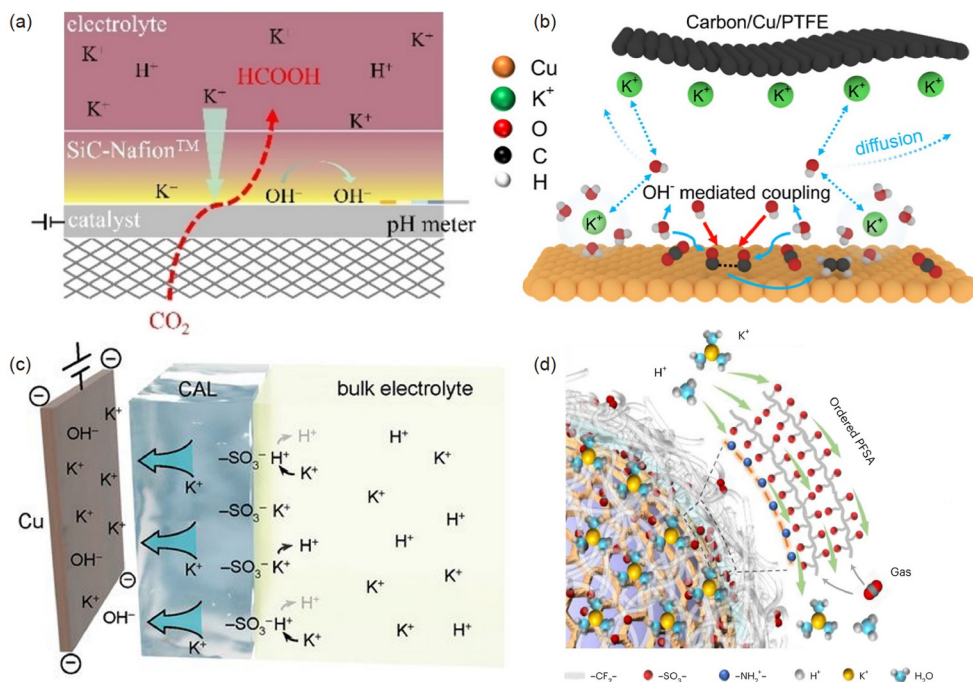 (a)
electrolyte
K⁺ K⁺ K⁺
H⁺ H⁺
HCOOH
K⁺ K⁻ K⁺
SiC-Nafion™
K⁻ OH⁻ OH⁻
catalyst
pH meter
CO₂
(b)
Carbon/Cu/PTFE
Cu
K⁺
O
C
H
K⁺ K⁺ K⁺ K⁺ K⁺
diffusion
OH⁻ mediated coupling
K⁺ K⁺
(c)
CAL
bulk electrolyte
Cu
K⁺
OH⁻
K⁺ K⁺
K⁺
OH⁻
K⁺
OH⁻
K⁺
K⁺
K⁺
–SO₃⁻H⁺ H⁺
K⁺
–SO₃⁻K⁺
H⁺
–SO₃⁻K⁺
H⁺
–SO₃⁻H⁺
K⁺
H⁺
K⁺
K⁺
H⁺
H⁺
K⁺
K⁺
K⁺
H⁺
(d)
K⁺
H⁺
Ordered PFSA
Gas
–CF₂– –SO₃⁻– –NH₂⁺– H⁺ K⁺ H₂O